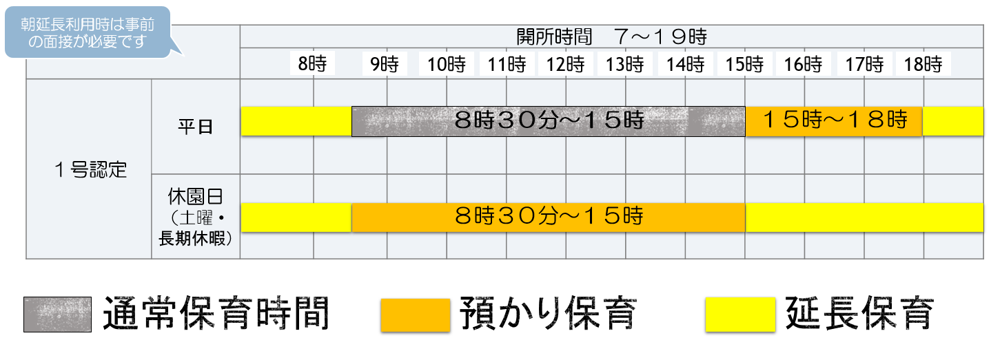 朝延長利用時は事前
の面接が必要です
開所時間　７～１９時
8時 9時 10時 11時 12時 13時 14時 15時 16時 17時 18時
１号認定
平日
８時３０分～１５時 １５時～１８時
休園日
（土曜・
長期休暇）
８時３０分～１５時
通常保育時間 預かり保育 延長保育